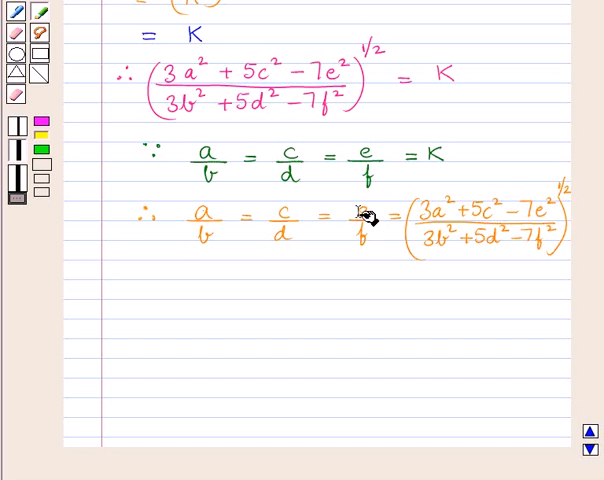 = K
∴ (3a² + 5c² − 7e² / 3b² + 5d² − 7f²)^1/2 = K
∵ a/b = c/d = e/f = K
∴ a/b = c/d = /f = (3a² + 5c² − 7e² / 3b² + 5d² − 7f²)^1/2